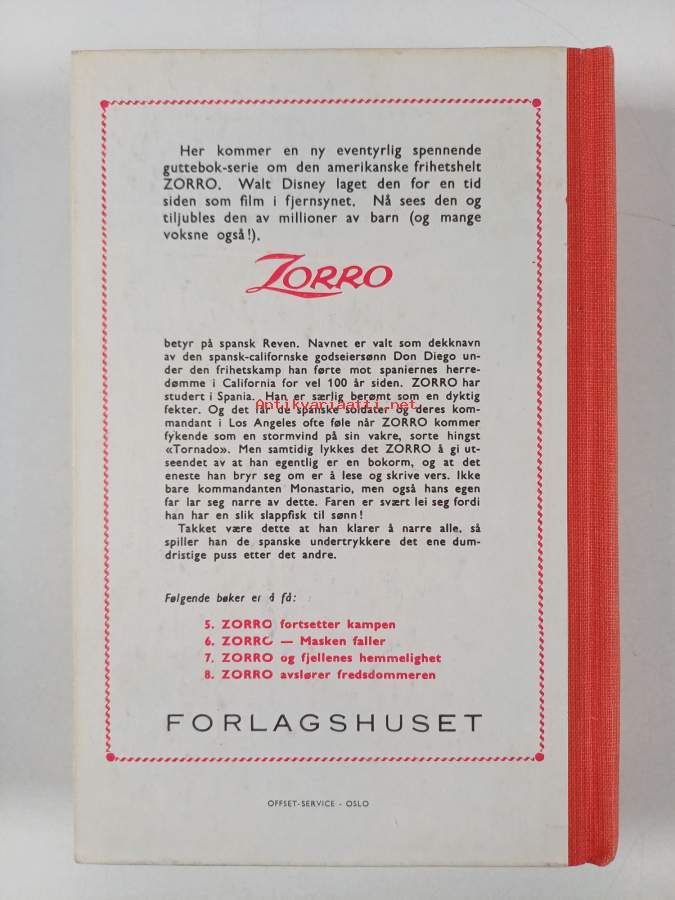 Her kommer en ny eventyrlig spennende
guttebok-serie om den amerikanske frihetshelt
ZORRO. Walt Disney laget den for en tid
siden som film i fjernsynet. Nå sees den og
tiljubles den av millioner av barn (og mange
voksne også!).
ZORRO
betyr på spansk Reven. Navnet er valt som dekknavn
av den spansk-californske godseiersønn Don Diego un-
der den frihetskamp han førte mot spaniernes herre-
dømme i California for vel 100 år siden. ZORRO har
studert i Spania. Han er særlig berømt som en dyktig
fekter. Og det får de spanske soldater og deres kom-
Antikvariaatti.net
mandant i Los Angeles ofte føle når ZORRO kommer
fykende som en stormvind på sin vakre, sorte hingst
«Tornado». Men samtidig lykkes det ZORRO å gi ut-
seendet av at han egentlig er en bokorm, og at det
eneste han bryr seg om er å lese og skrive vers. Ikke
bare kommandanten Monastario, men også hans egen
far lar seg narre av dette. Faren er svært lei seg fordi
han har en slik slappfisk til sønn!
Takket være dette at han klarer å narre alle, så
spiller han de spanske undertrykkere det ene dum-
dristige puss etter det andre.
Følgende bøker er å få:
5. ZORRO fortsetter kampen
6. ZORRO — Masken faller
7. ZORRO og fjellenes hemmelighet
8. ZORRO avslører fredsdommeren
FORLAGSHUSET
OFFSET-SERVICE - OSLO